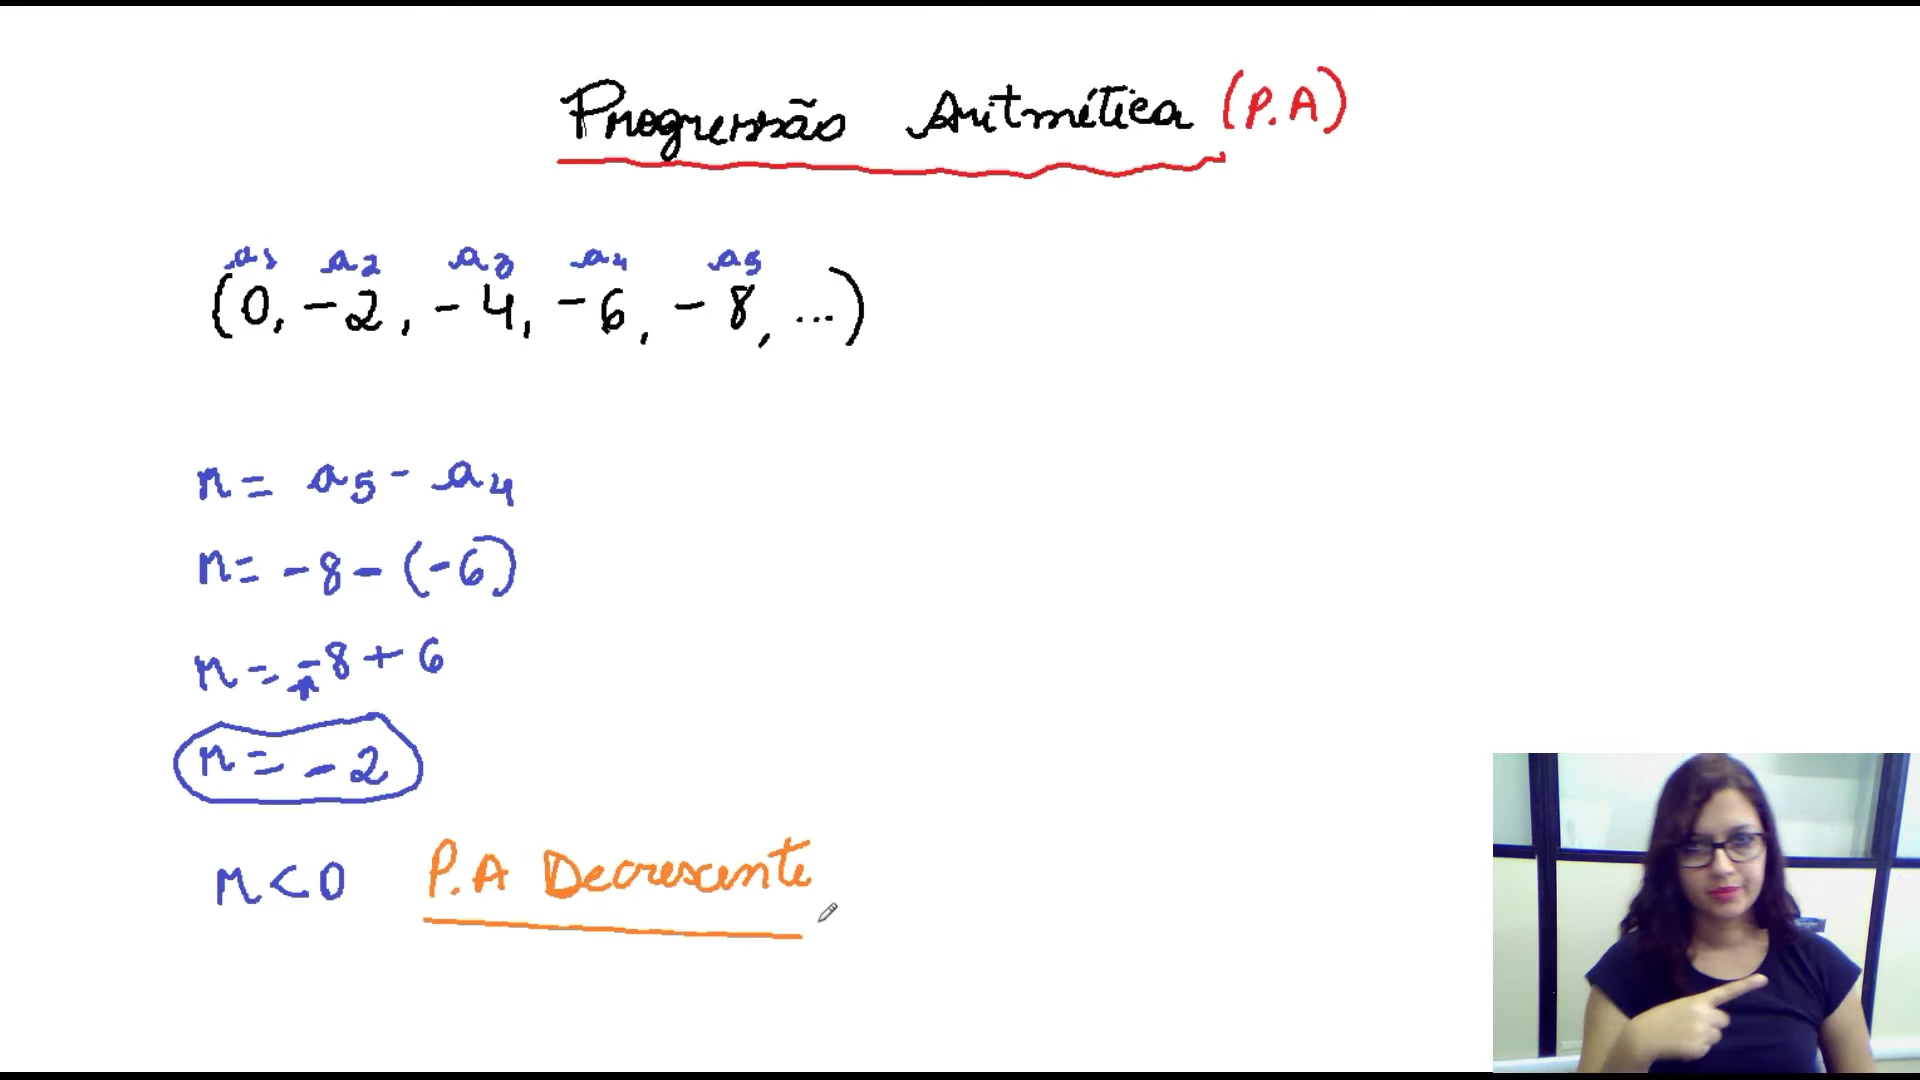 Progressão Aritmética (P.A)
a1 a2 a3 a4 a5
(0, -2, -4, -6, -8, ...)
r = a5 - a4
r = -8 - (-6)
r = -8 + 6
r = -2
r < 0 P.A Decrescente